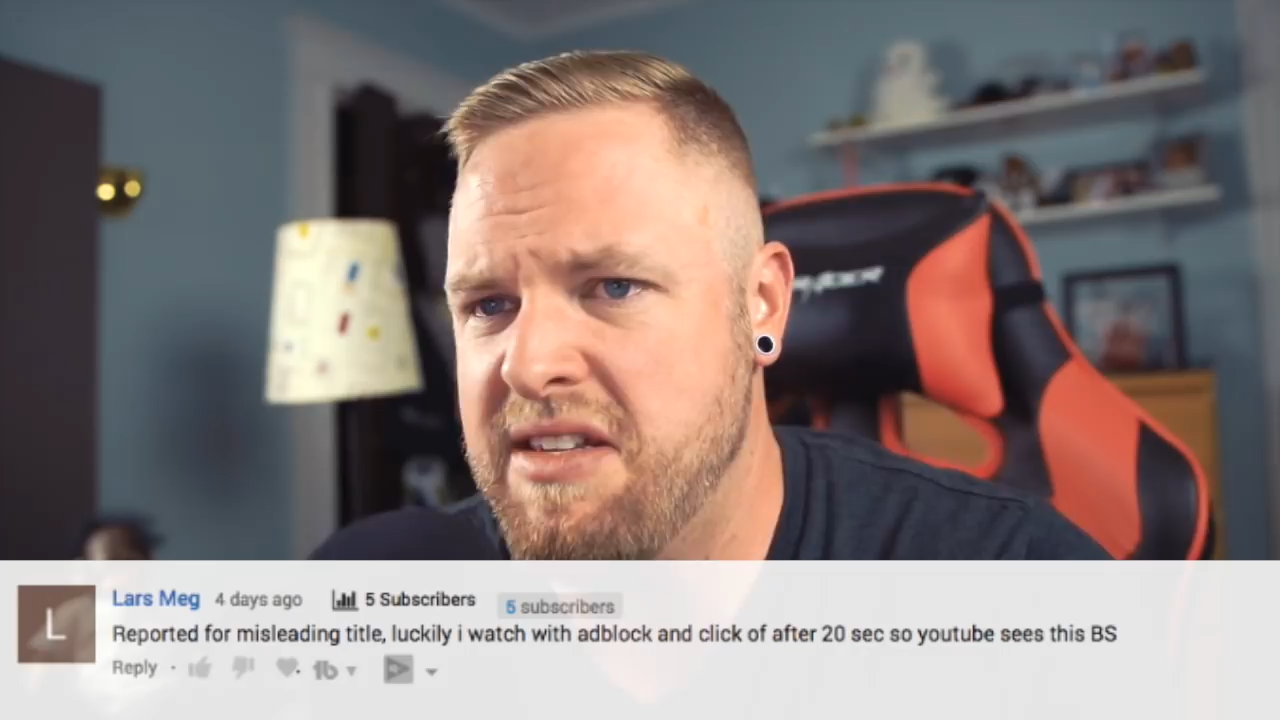 L
Lars Meg 4 days ago 5 Subscribers 5 subscribers
Reported for misleading title, luckily i watch with adblock and click of after 20 sec so youtube sees this BS
Reply